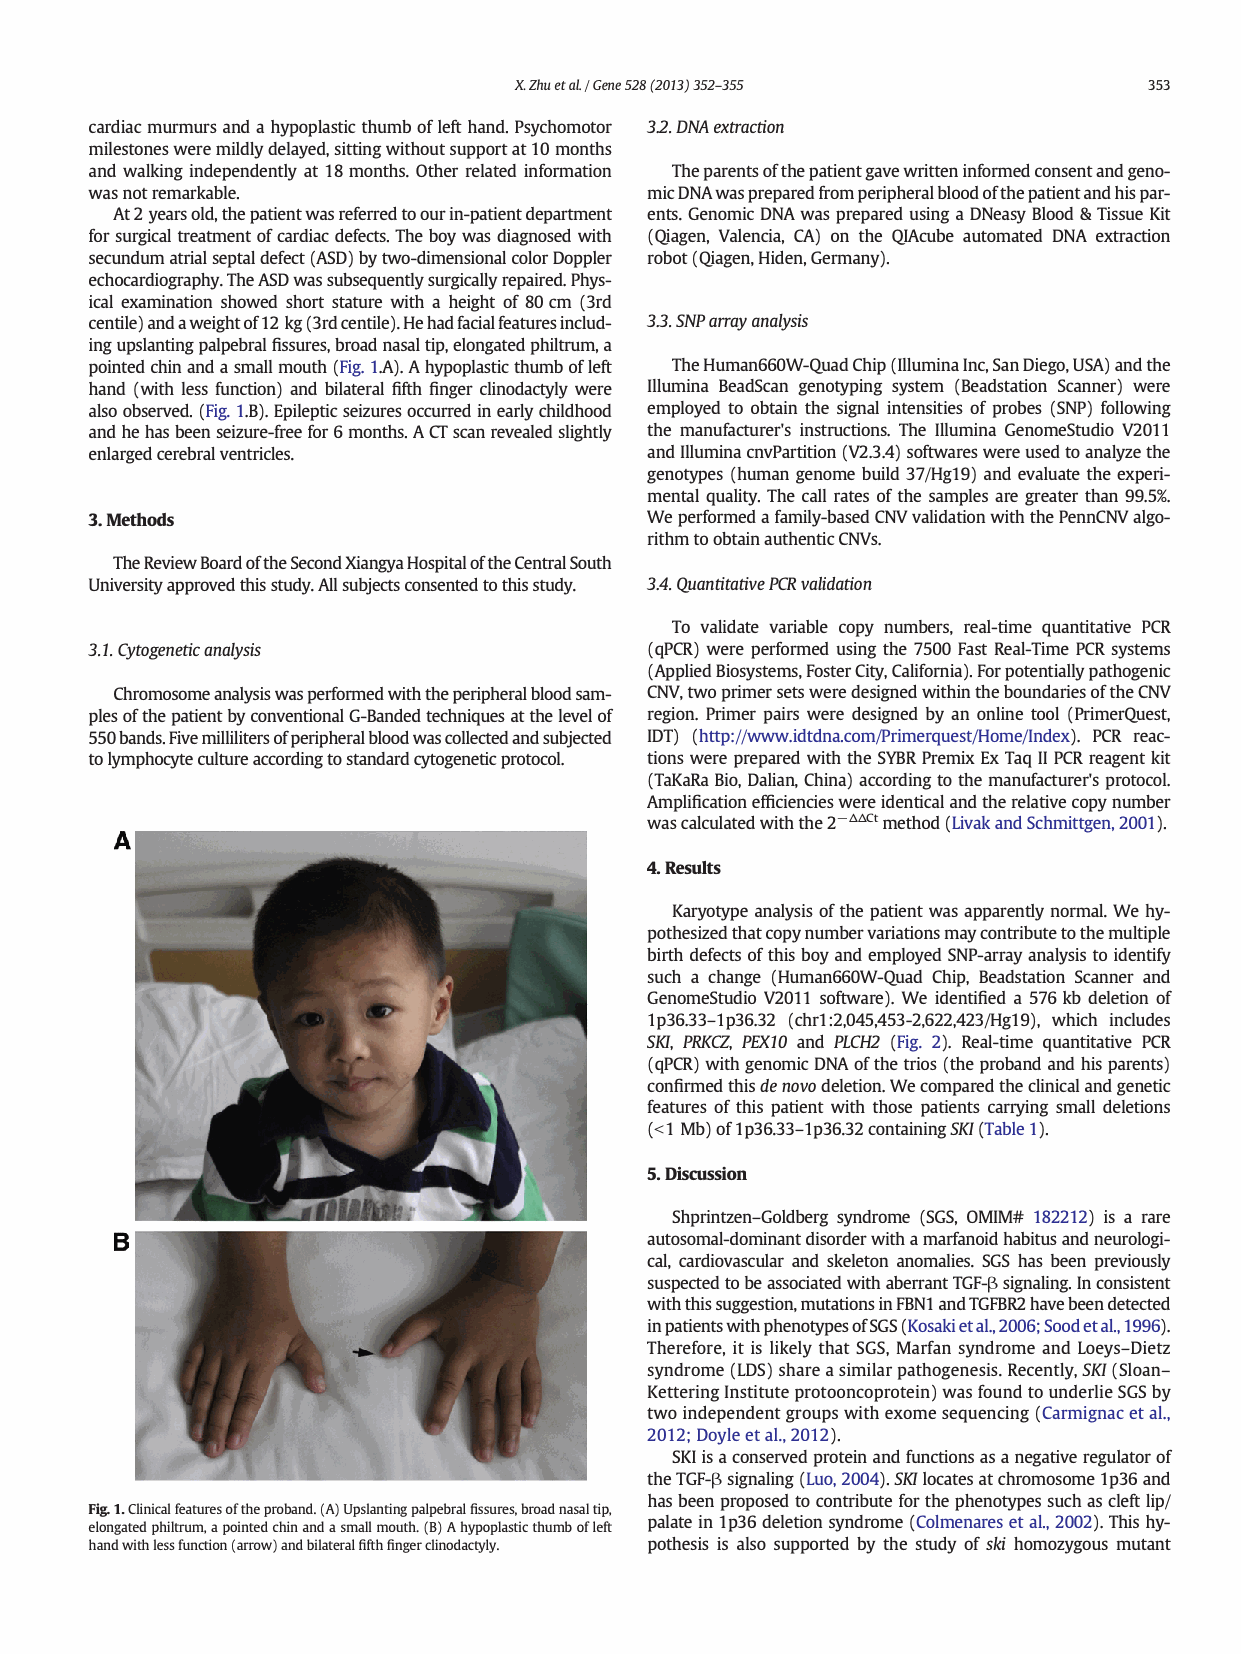 X. Zhu et al. / Gene 528 (2013) 352–355
353
cardiac murmurs and a hypoplastic thumb of left hand. Psychomotor
milestones were mildly delayed, sitting without support at 10 months
and walking independently at 18 months. Other related information
was not remarkable.
At 2 years old, the patient was referred to our in-patient department
for surgical treatment of cardiac defects. The boy was diagnosed with
secundum atrial septal defect (ASD) by two-dimensional color Doppler
echocardiography. The ASD was subsequently surgically repaired. Phys-
ical examination showed short stature with a height of 80 cm (3rd
centile) and a weight of 12 kg (3rd centile). He had facial features includ-
ing upslanting palpebral fissures, broad nasal tip, elongated philtrum, a
pointed chin and a small mouth (Fig. 1.A). A hypoplastic thumb of left
hand (with less function) and bilateral fifth finger clinodactyly were
also observed. (Fig. 1.B). Epileptic seizures occurred in early childhood
and he has been seizure-free for 6 months. A CT scan revealed slightly
enlarged cerebral ventricles.
3. Methods
The Review Board of the Second Xiangya Hospital of the Central South
University approved this study. All subjects consented to this study.
3.1. Cytogenetic analysis
Chromosome analysis was performed with the peripheral blood sam-
ples of the patient by conventional G-Banded techniques at the level of
550 bands. Five milliliters of peripheral blood was collected and subjected
to lymphocyte culture according to standard cytogenetic protocol.
A
B
Fig. 1. Clinical features of the proband. (A) Upslanting palpebral fissures, broad nasal tip,
elongated philtrum, a pointed chin and a small mouth. (B) A hypoplastic thumb of left
hand with less function (arrow) and bilateral fifth finger clinodactyly.
3.2. DNA extraction
The parents of the patient gave written informed consent and geno-
mic DNA was prepared from peripheral blood of the patient and his par-
ents. Genomic DNA was prepared using a DNeasy Blood & Tissue Kit
(Qiagen, Valencia, CA) on the QIAcube automated DNA extraction
robot (Qiagen, Hiden, Germany).
3.3. SNP array analysis
The Human660W-Quad Chip (Illumina Inc, San Diego, USA) and the
Illumina BeadScan genotyping system (Beadstation Scanner) were
employed to obtain the signal intensities of probes (SNP) following
the manufacturer's instructions. The Illumina GenomeStudio V2011
and Illumina cnvPartition (V2.3.4) softwares were used to analyze the
genotypes (human genome build 37/Hg19) and evaluate the experi-
mental quality. The call rates of the samples are greater than 99.5%.
We performed a family-based CNV validation with the PennCNV algo-
rithm to obtain authentic CNVs.
3.4. Quantitative PCR validation
To validate variable copy numbers, real-time quantitative PCR
(qPCR) were performed using the 7500 Fast Real-Time PCR systems
(Applied Biosystems, Foster City, California). For potentially pathogenic
CNV, two primer sets were designed within the boundaries of the CNV
region. Primer pairs were designed by an online tool (PrimerQuest,
IDT) (http://www.idtdna.com/Primerquest/Home/Index). PCR reac-
tions were prepared with the SYBR Premix Ex Taq II PCR reagent kit
(TaKaRa Bio, Dalian, China) according to the manufacturer's protocol.
Amplification efficiencies were identical and the relative copy number
was calculated with the 2−ΔΔCt method (Livak and Schmittgen, 2001).
4. Results
Karyotype analysis of the patient was apparently normal. We hy-
pothesized that copy number variations may contribute to the multiple
birth defects of this boy and employed SNP-array analysis to identify
such a change (Human660W-Quad Chip, Beadstation Scanner and
GenomeStudio V2011 software). We identified a 576 kb deletion of
1p36.33–1p36.32 (chr1:2,045,453-2,622,423/Hg19), which includes
SKI, PRKCZ, PEX10 and PLCH2 (Fig. 2). Real-time quantitative PCR
(qPCR) with genomic DNA of the trios (the proband and his parents)
confirmed this de novo deletion. We compared the clinical and genetic
features of this patient with those patients carrying small deletions
(<1 Mb) of 1p36.33–1p36.32 containing SKI (Table 1).
5. Discussion
Shprintzen–Goldberg syndrome (SGS, OMIM# 182212) is a rare
autosomal-dominant disorder with a marfanoid habitus and neurologi-
cal, cardiovascular and skeleton anomalies. SGS has been previously
suspected to be associated with aberrant TGF-β signaling. In consistent
with this suggestion, mutations in FBN1 and TGFBR2 have been detected
in patients with phenotypes of SGS (Kosaki et al., 2006; Sood et al., 1996).
Therefore, it is likely that SGS, Marfan syndrome and Loeys–Dietz
syndrome (LDS) share a similar pathogenesis. Recently, SKI (Sloan–
Kettering Institute protooncoprotein) was found to underlie SGS by
two independent groups with exome sequencing (Carmignac et al.,
2012; Doyle et al., 2012).
SKI is a conserved protein and functions as a negative regulator of
the TGF-β signaling (Luo, 2004). SKI locates at chromosome 1p36 and
has been proposed to contribute for the phenotypes such as cleft lip/
palate in 1p36 deletion syndrome (Colmenares et al., 2002). This hy-
pothesis is also supported by the study of ski homozygous mutant